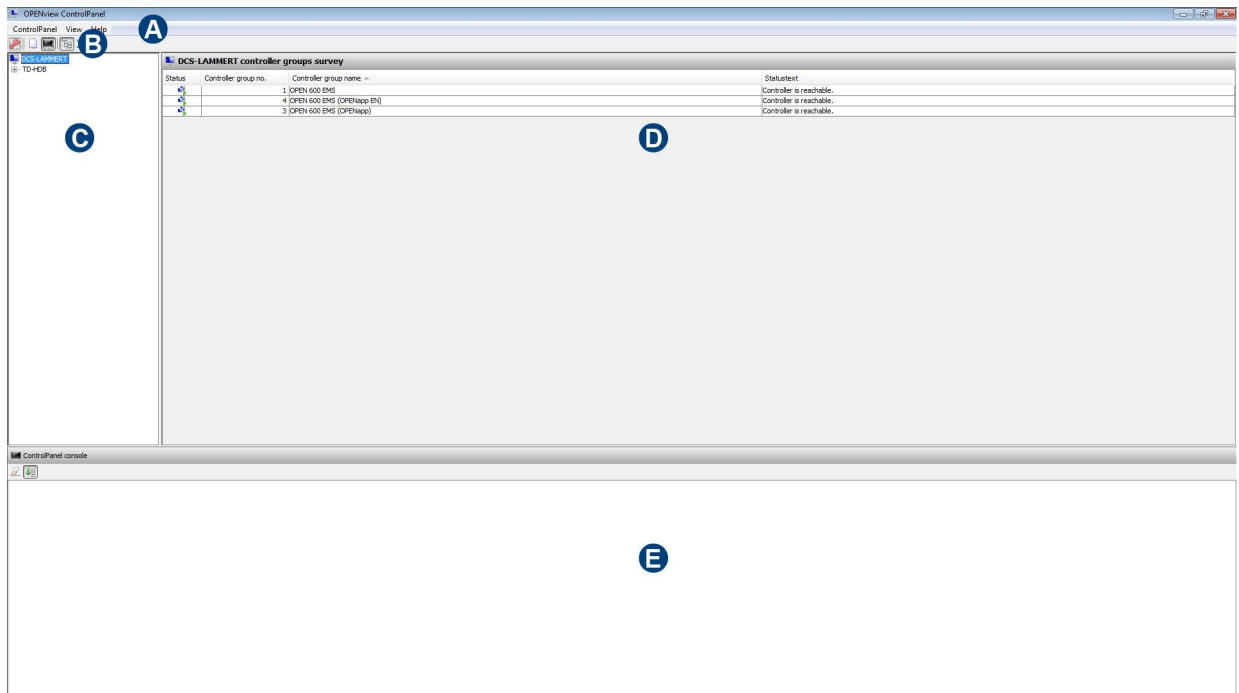 OPENview ControlPanel
ControlPanel View Help
A
B
DCS-LAMMERT
TD-HOB
C
DCS-LAMMERT controller groups survey
Status Controller group no. Controller group name Statustext
1 OPEN 600 EMS Controller is reachable.
4 OPEN 600 EMS (OPENapp EN) Controller is reachable.
3 OPEN 600 EMS (OPENapp) Controller is reachable.
D
ControlPanel console
E